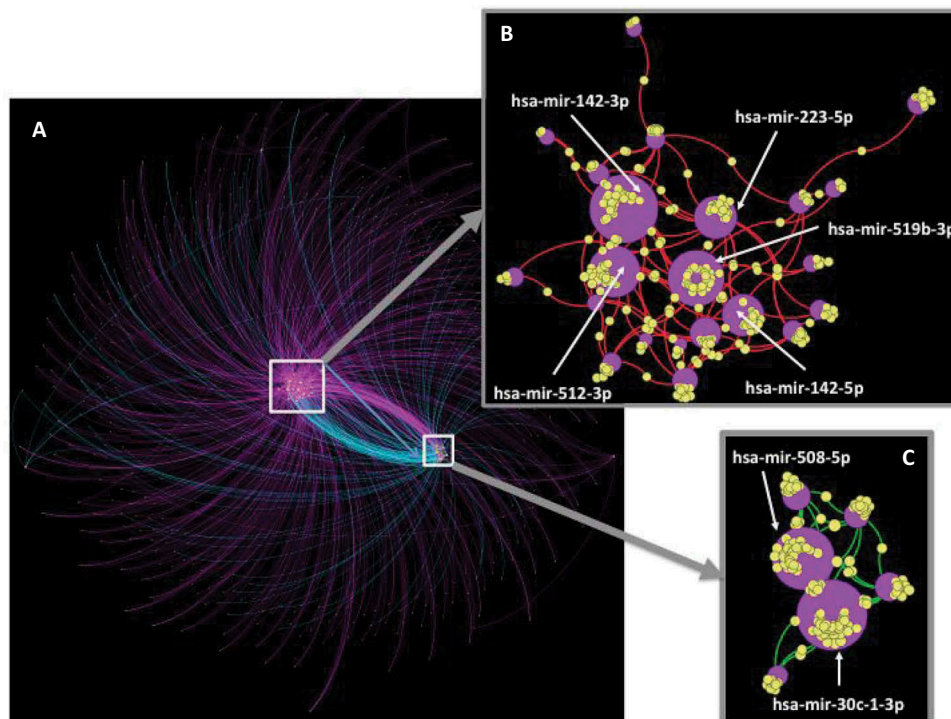 A
B
hsa-mir-142-3p
hsa-mir-223-5p
hsa-mir-519b-3p
hsa-mir-512-3p
hsa-mir-142-5p
C
hsa-mir-508-5p
hsa-mir-30c-1-3p